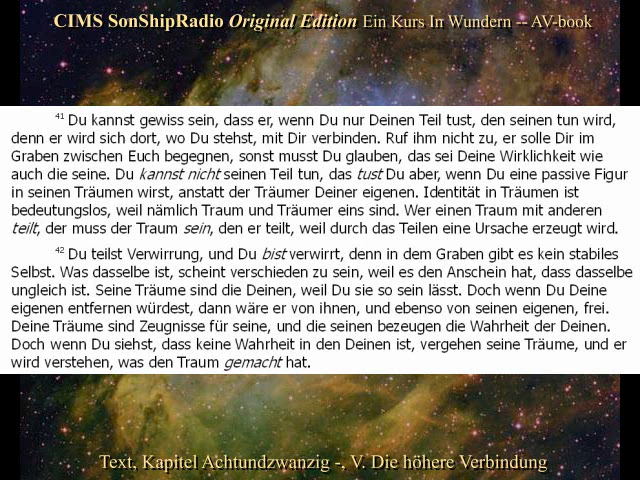 CIMS SonShipRadio Original Edition Ein Kurs In Wundern -- AV-book
41 Du kannst gewiss sein, dass er, wenn Du nur Deinen Teil tust, den seinen tun wird,
denn er wird sich dort, wo Du stehst, mit Dir verbinden. Ruf ihm nicht zu, er solle Dir im
Graben zwischen Euch begegnen, sonst musst Du glauben, das sei Deine Wirklichkeit wie
auch die seine. Du kannst nicht seinen Teil tun, das tust Du aber, wenn Du eine passive Figur
in seinen Träumen wirst, anstatt der Träumer Deiner eigenen. Identität in Träumen ist
bedeutungslos, weil nämlich Traum und Träumer eins sind. Wer einen Traum mit anderen
teilt, der muss der Traum sein, den er teilt, weil durch das Teilen eine Ursache erzeugt wird.
42 Du teilst Verwirrung, und Du bist verwirrt, denn in dem Graben gibt es kein stabiles
Selbst. Was dasselbe ist, scheint verschieden zu sein, weil es den Anschein hat, dass dasselbe
ungleich ist. Seine Träume sind die Deinen, weil Du sie so sein lässt. Doch wenn Du Deine
eigenen entfernen würdest, dann wäre er von ihnen, und ebenso von seinen eigenen, frei.
Deine Träume sind Zeugnisse für seine, und die seinen bezeugen die Wahrheit der Deinen.
Doch wenn Du siehst, dass keine Wahrheit in den Deinen ist, vergehen seine Träume, und er
wird verstehen, was den Traum gemacht hat.
Text, Kapitel Achtundzwanzig -, V. Die höhere Verbindung